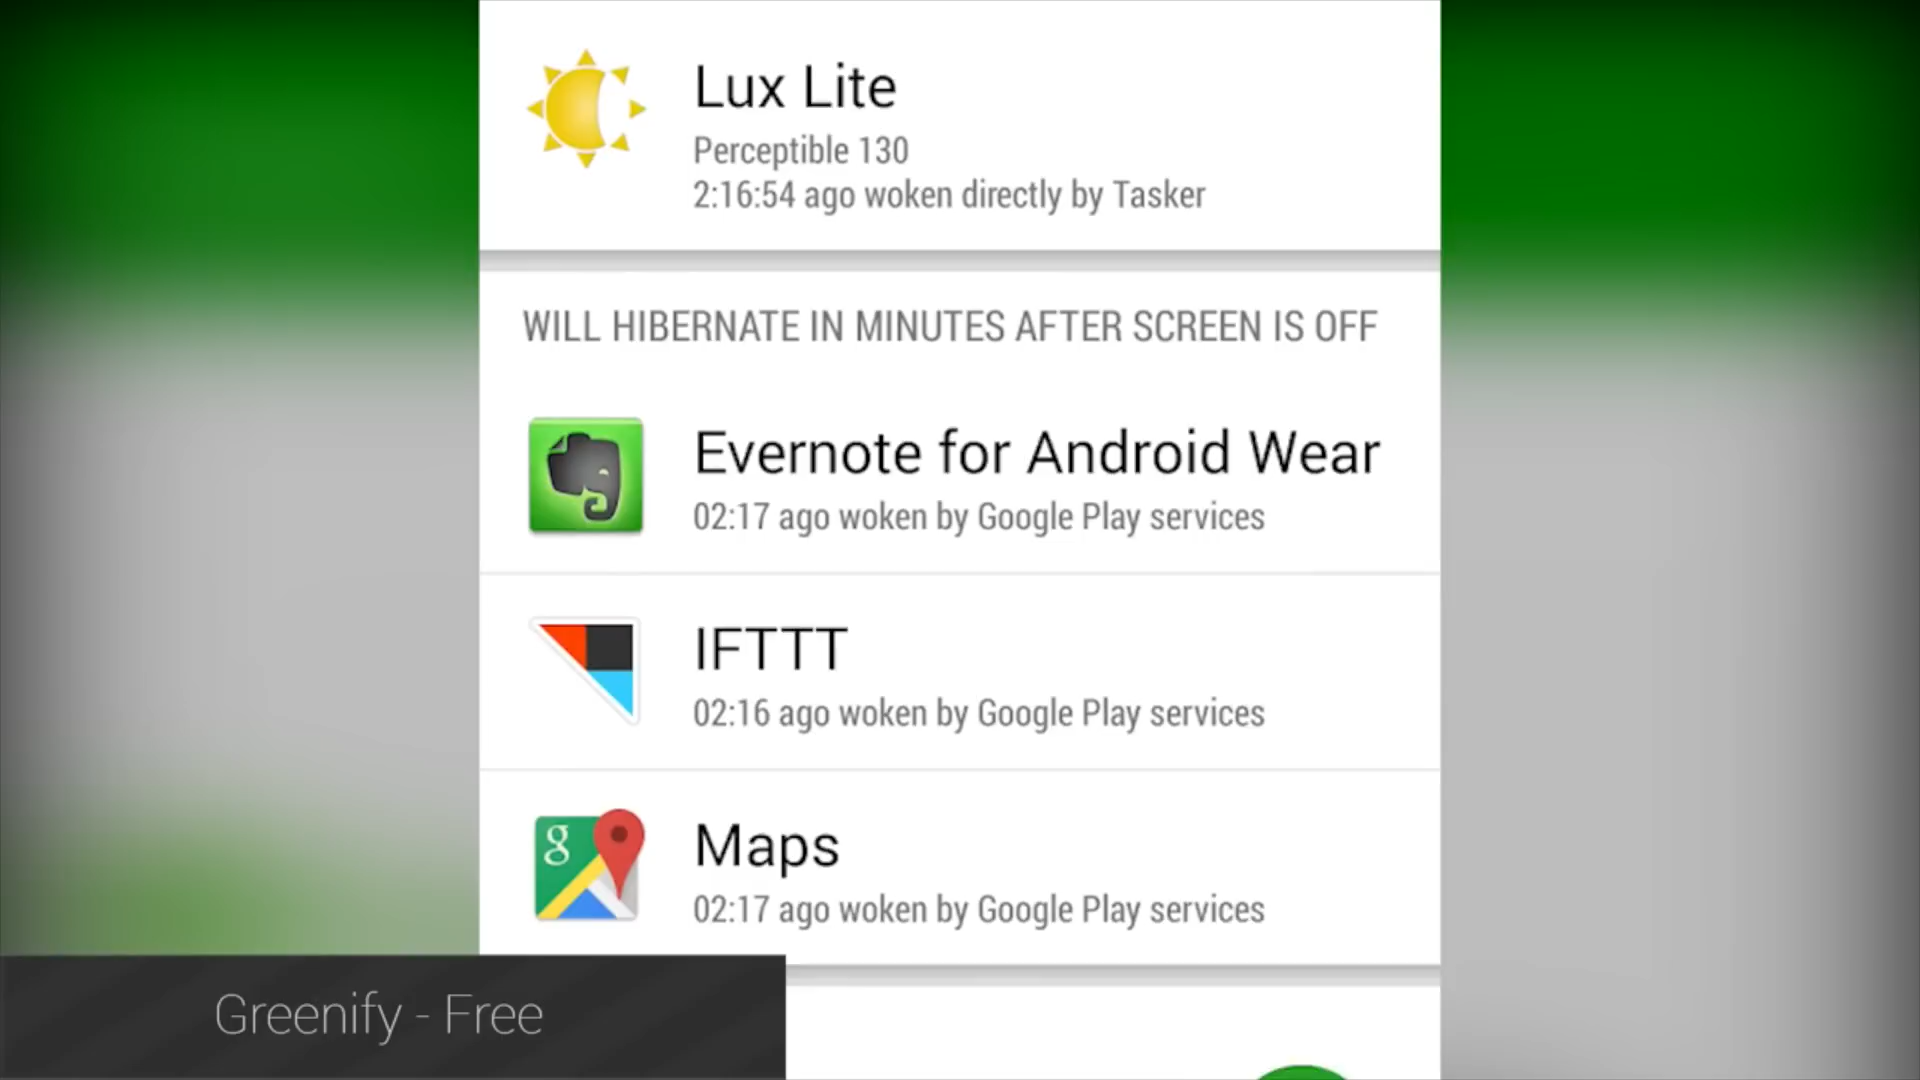 Lux Lite
Perceptible 130
2:16:54 ago woken directly by Tasker
WILL HIBERNATE IN MINUTES AFTER SCREEN IS OFF
Evernote for Android Wear
02:17 ago woken by Google Play services
IFTTT
02:16 ago woken by Google Play services
g
Maps
02:17 ago woken by Google Play services
Greenify - Free